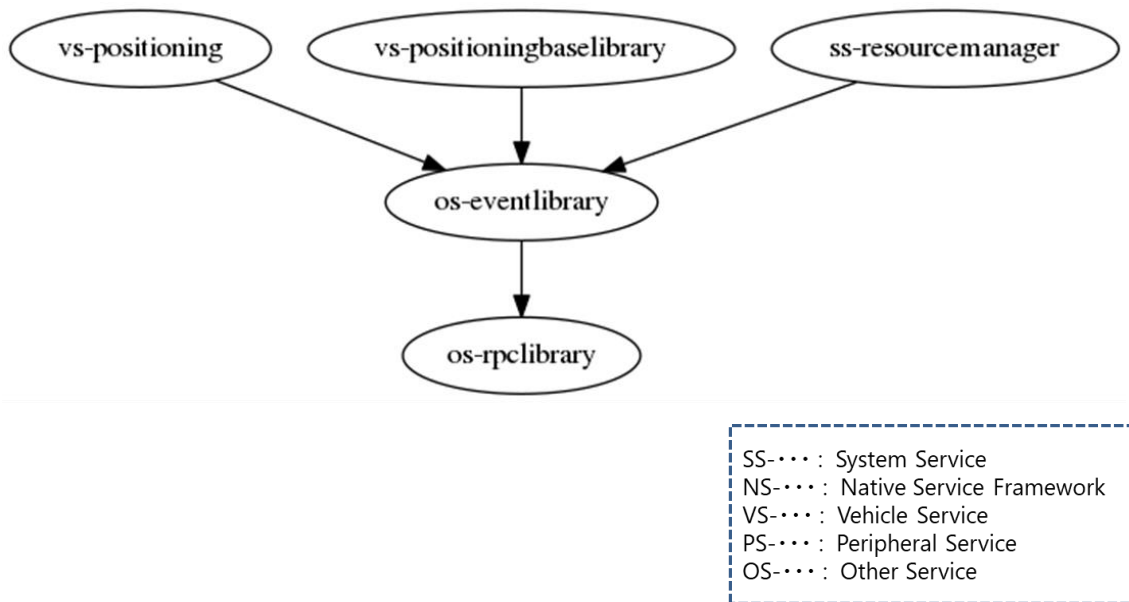 vs-positioning
vs-positioningbaselibrary
ss-resourcemanager
os-eventlibrary
os-rpclibrary
SS-··· : System Service
NS-··· : Native Service Framework
VS-··· : Vehicle Service
PS-··· : Peripheral Service
OS-··· : Other Service